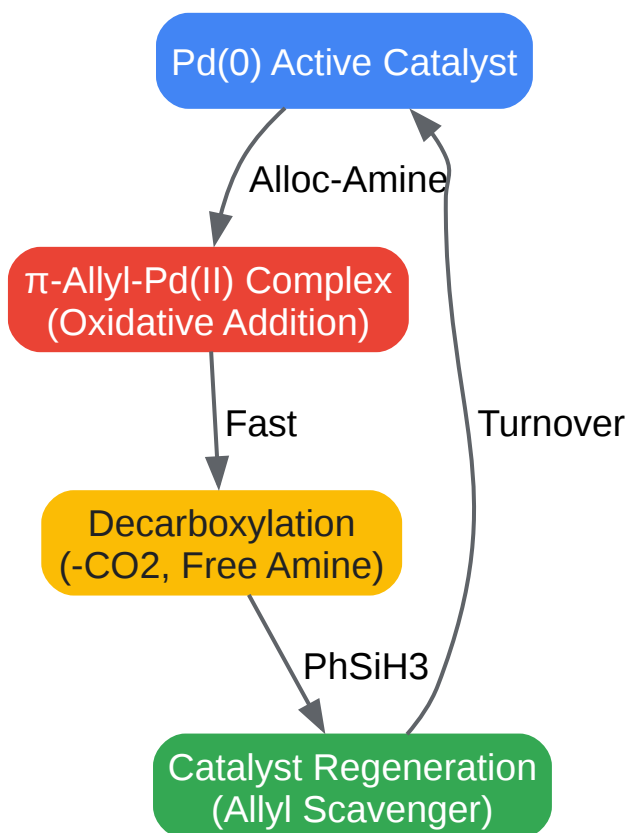 Pd(0) Active Catalyst
Alloc-Amine
π-Allyl-Pd(II) Complex
(Oxidative Addition)
Fast
Turnover
Decarboxylation
(-CO2, Free Amine)
PhSiH3
Catalyst Regeneration
(Allyl Scavenger)